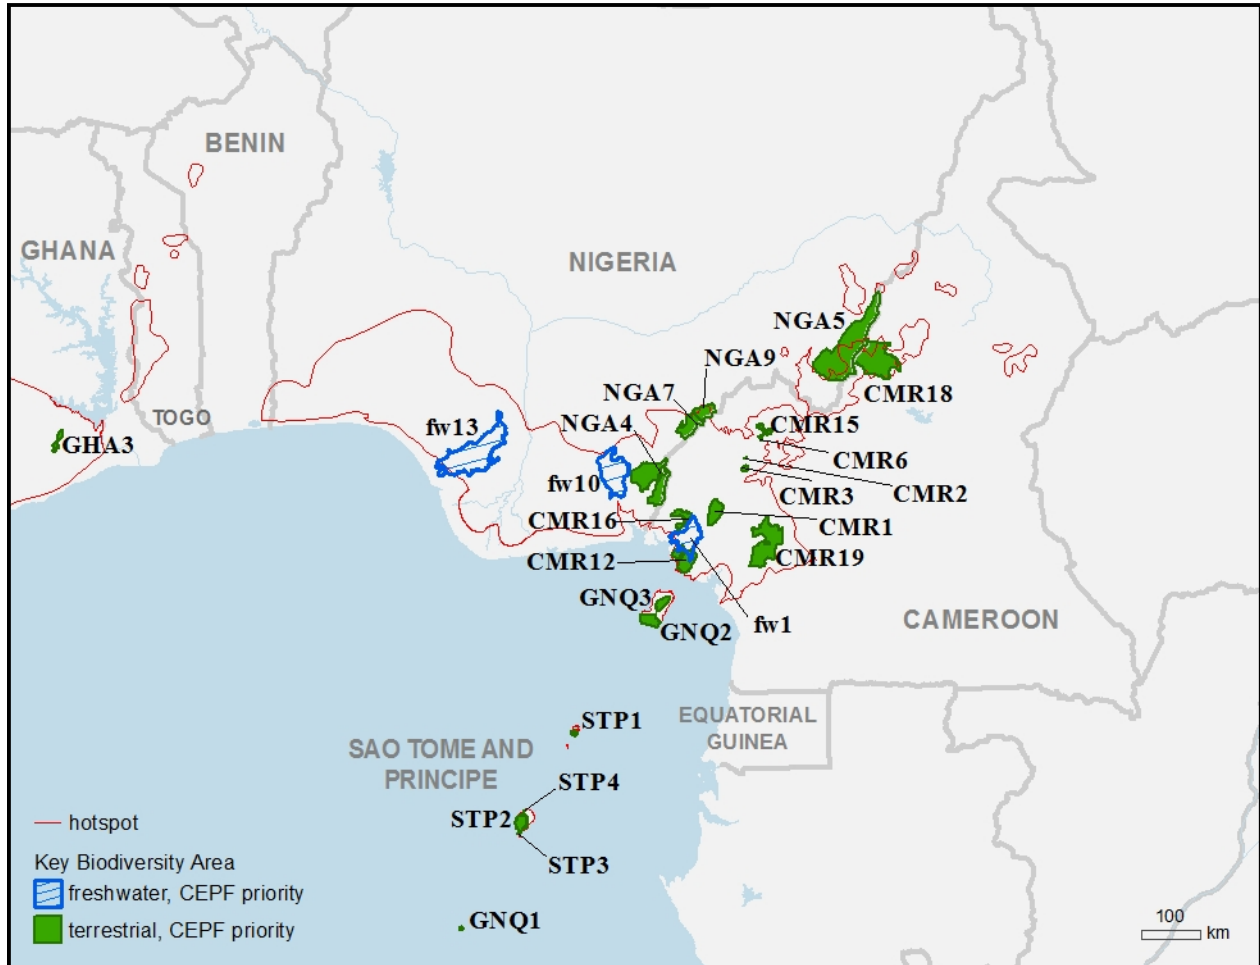 BENIN
GHANA
NIGERIA
NGA5
NGA9
NGA7
CMR18
TOGO
NGA4
fw13
CMR15
GHA3
CMR6
fw10
CMR2
CMR3
CMR16
CMR1
CMR12
CMR19
GNQ3
fw1
CAMEROON
GNQ2
STP1
EQUATORIAL
GUINEA
SAO TOME AND
PRINCIPE
STP4
STP2
hotspot
STP3
Key Biodiversity Area
freshwater, CEPF priority
terrestrial, CEPF priority
GNQ1
100
km